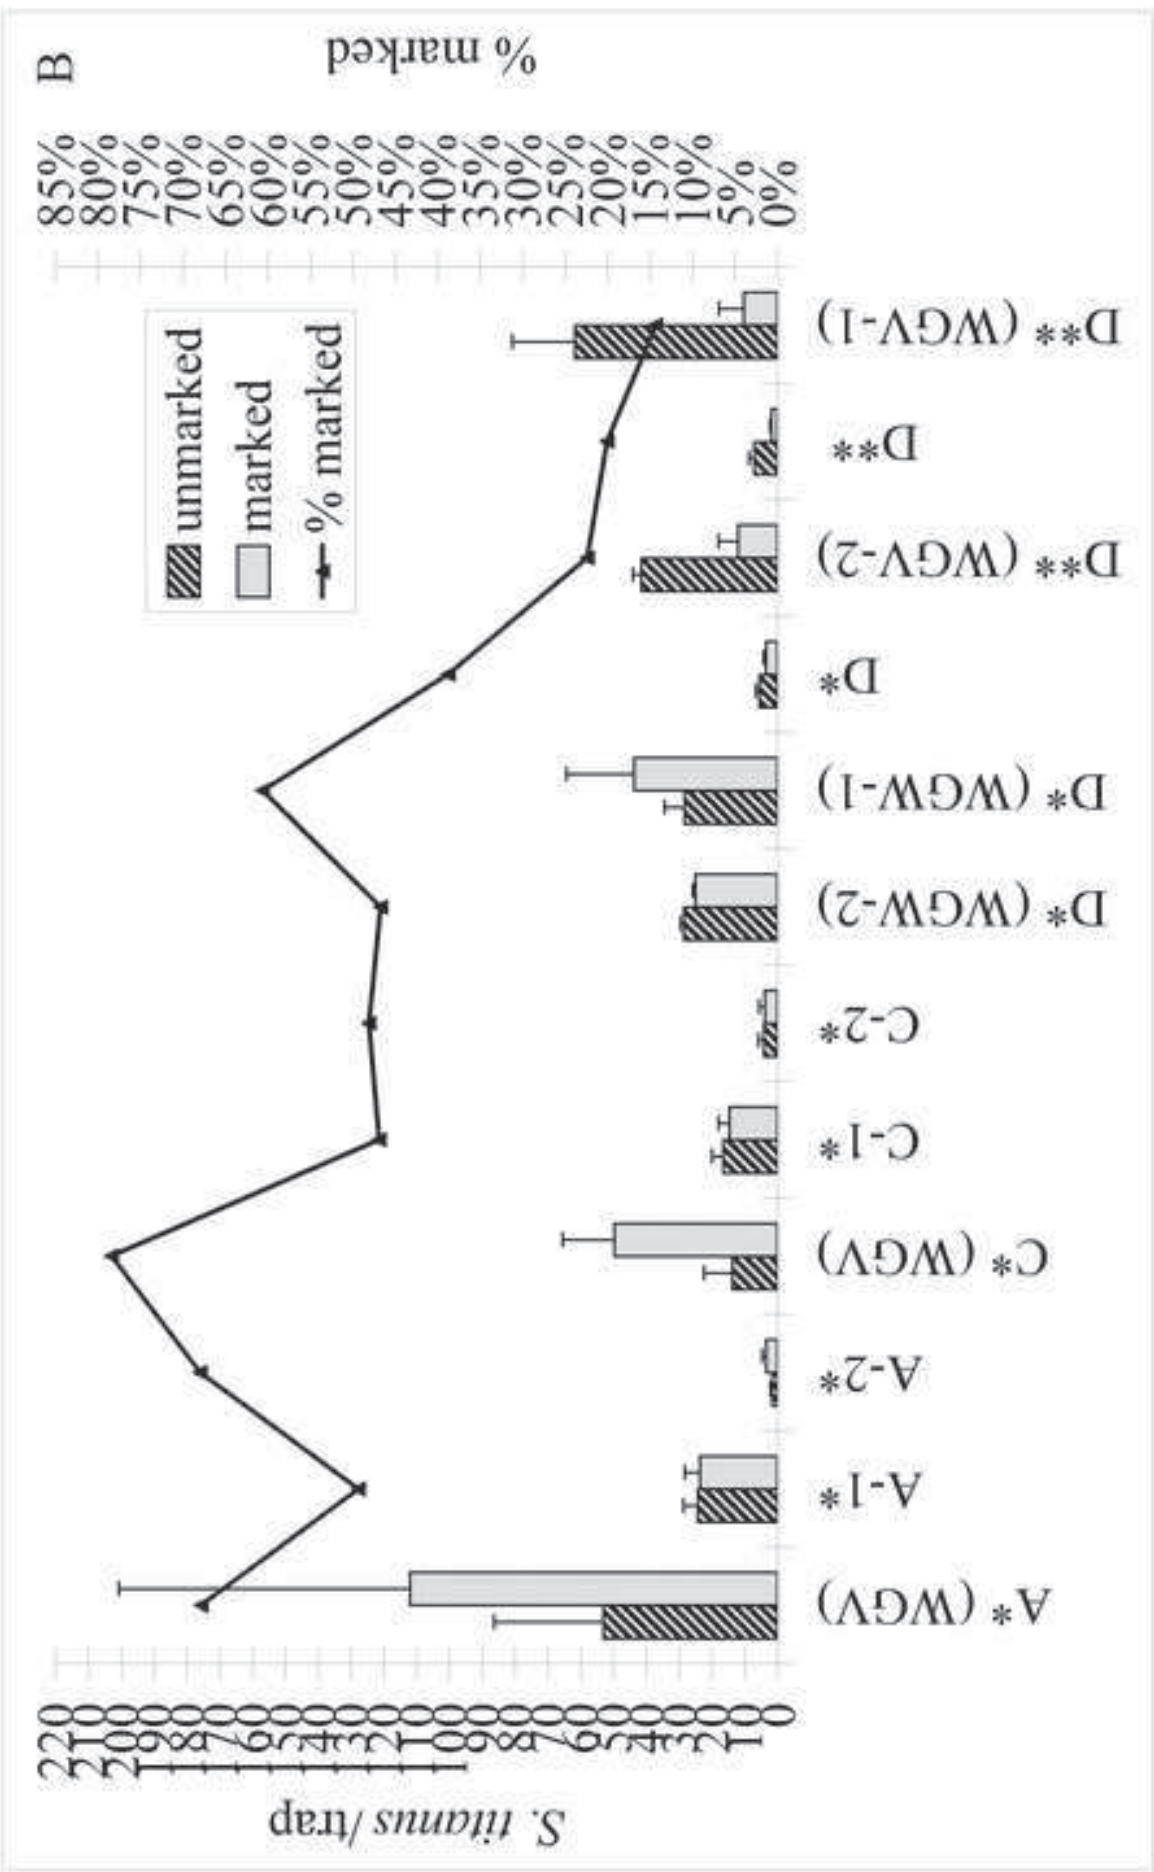 B
S. titanus/trap
220
210
200
190
180
170
160
150
140
130
120
110
100
90
80
70
60
50
40
30
20
10
0
unmarked
marked
% marked
85%
80%
75%
70%
65%
60%
55%
50%
45%
40%
35%
30%
25%
20%
15%
10%
5%
0%
% marked
A* (WGV)
A-1*
A-2*
C* (WGV)
C-1*
C-2*
D* (WGW-2)
D* (WGW-1)
D*
D** (WGV-2)
D**
D** (WGV-1)